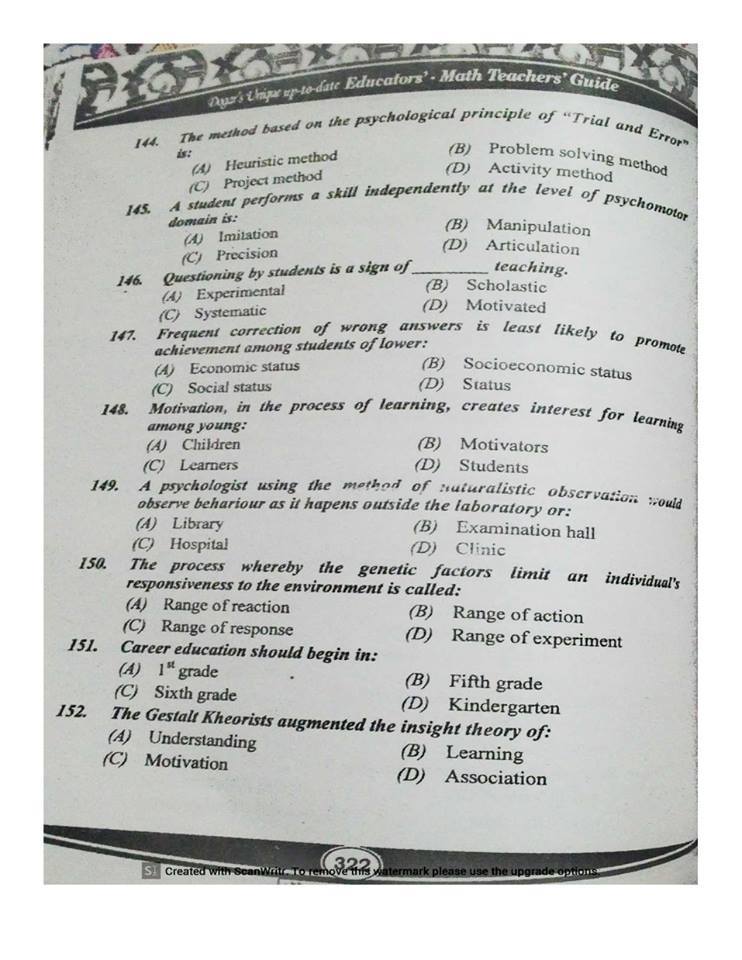 Dogar's Unique up-to-date Educators' - Math Teachers' Guide
144. The method based on the psychological principle of "Trial and Error"
is:
(A) Heuristic method (B) Problem solving method
(C) Project method (D) Activity method
145. A student performs a skill independently at the level of psychomotor
domain is:
(A) Imitation (B) Manipulation
(C) Precision (D) Articulation
146. Questioning by students is a sign of ________ teaching.
(A) Experimental (B) Scholastic
(C) Systematic (D) Motivated
147. Frequent correction of wrong answers is least likely to promote
achievement among students of lower:
(A) Economic status (B) Socioeconomic status
(C) Social status (D) Status
148. Motivation, in the process of learning, creates interest for learning
among young:
(A) Children (B) Motivators
(C) Learners (D) Students
149. A psychologist using the method of naturalistic observation would
observe behariour as it hapens outside the laboratory or:
(A) Library (B) Examination hall
(C) Hospital (D) Clinic
150. The process whereby the genetic factors limit an individual's
responsiveness to the environment is called:
(A) Range of reaction (B) Range of action
(C) Range of response (D) Range of experiment
151. Career education should begin in:
(A) 1st grade (B) Fifth grade
(C) Sixth grade (D) Kindergarten
152. The Gestalt Kheorists augmented the insight theory of:
(A) Understanding (B) Learning
(C) Motivation (D) Association
322
Created with ScanWritr. To remove this watermark please use the upgrade options.